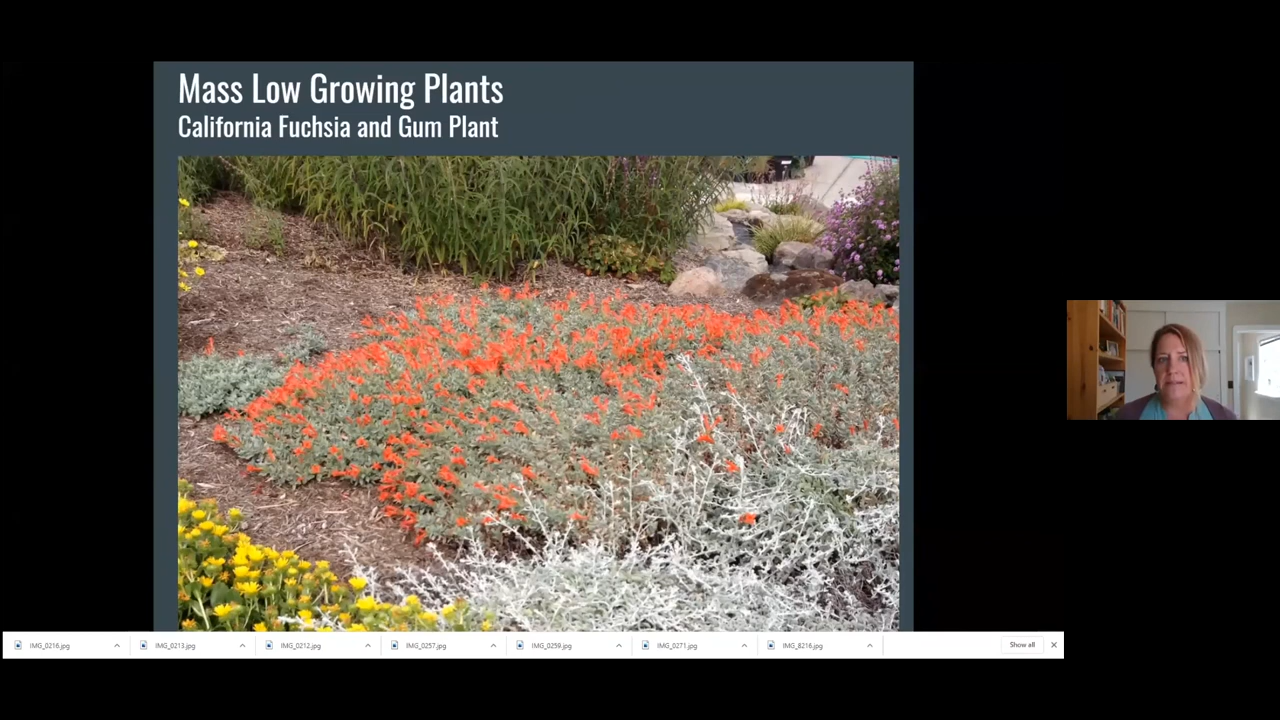 Mass Low Growing Plants
California Fuchsia and Gum Plant
IMG_0216.jpg
IMG_0213.jpg
IMG_0212.jpg
IMG_0257.jpg
IMG_0259.jpg
IMG_0271.jpg
IMG_8216.jpg
Show all